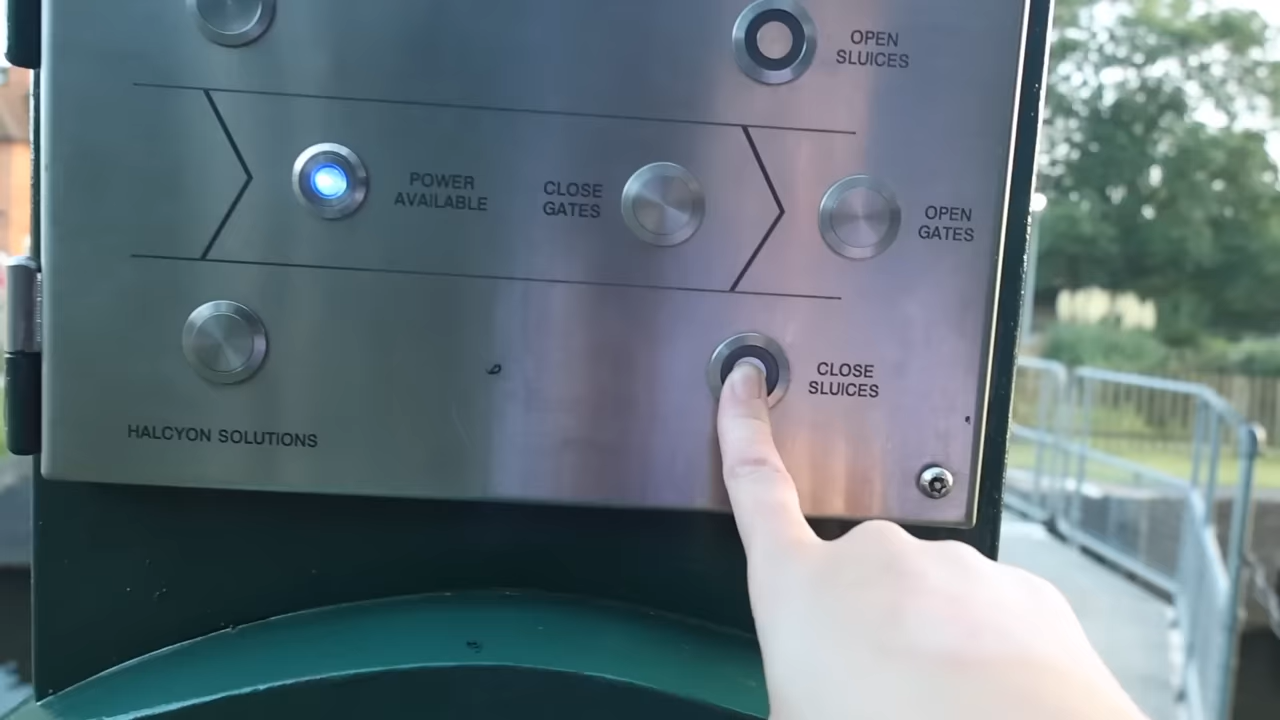 OPEN
SLUICES
POWER
AVAILABLE
CLOSE
GATES
OPEN
GATES
CLOSE
SLUICES
HALCYON SOLUTIONS